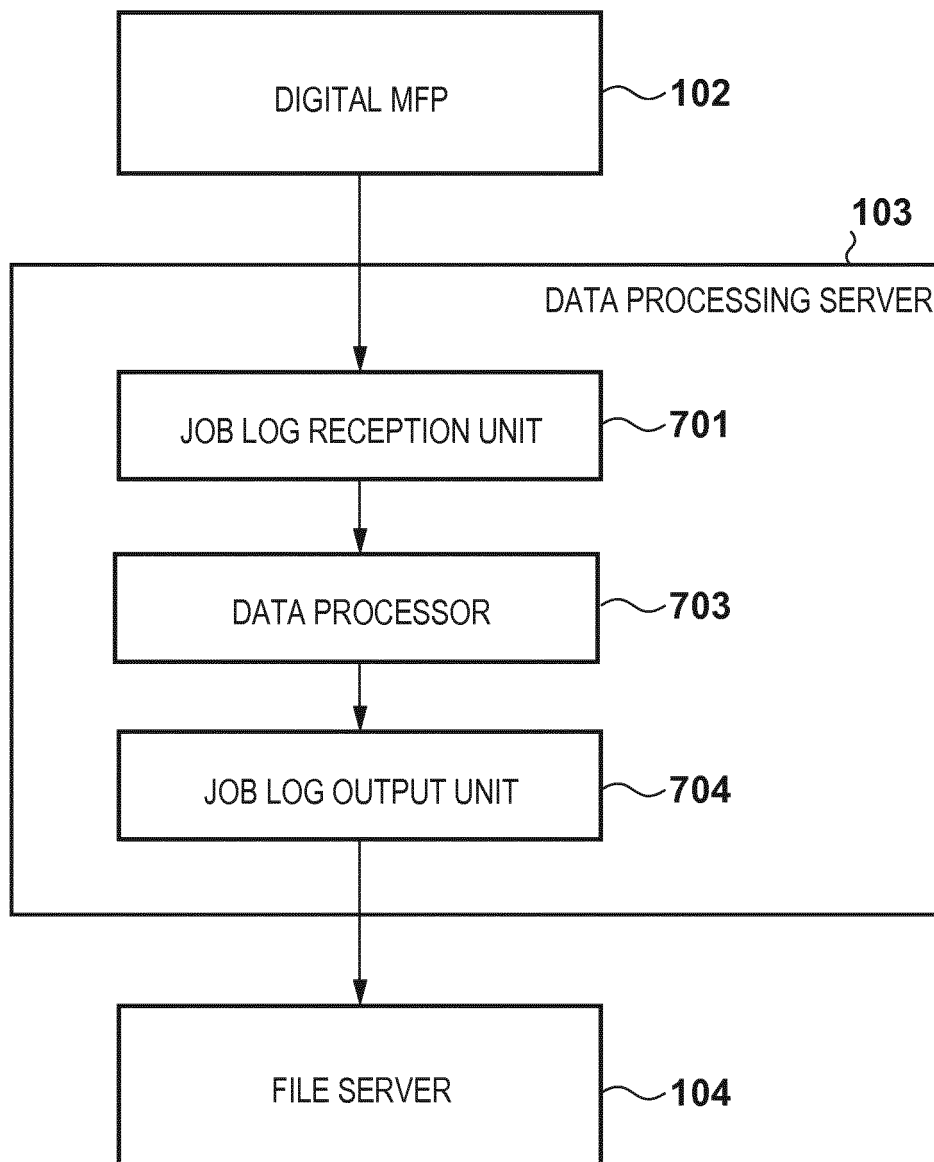 DIGITAL MFP
102
103
DATA PROCESSING SERVER
JOB LOG RECEPTION UNIT
701
DATA PROCESSOR
703
JOB LOG OUTPUT UNIT
704
FILE SERVER
104